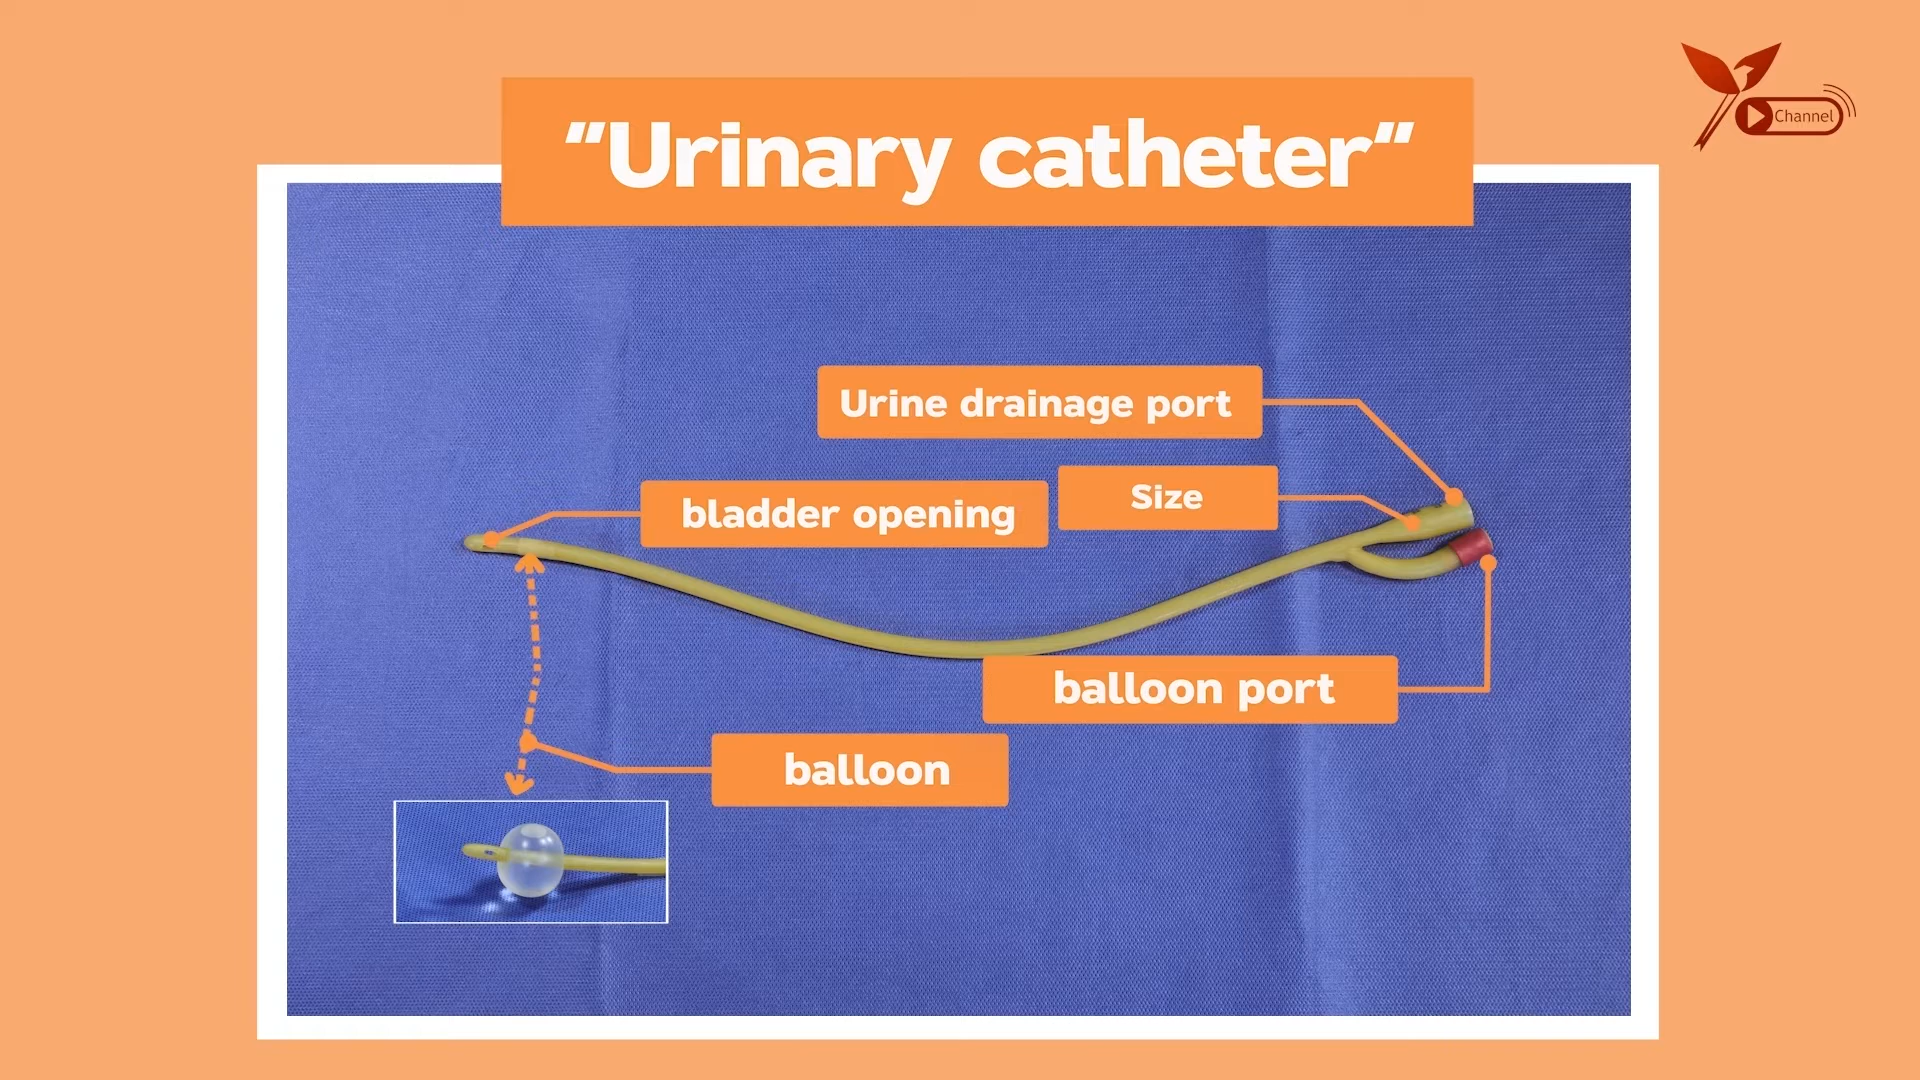 "Urinary catheter"
Channel
Urine drainage port
Size
bladder opening
balloon port
balloon